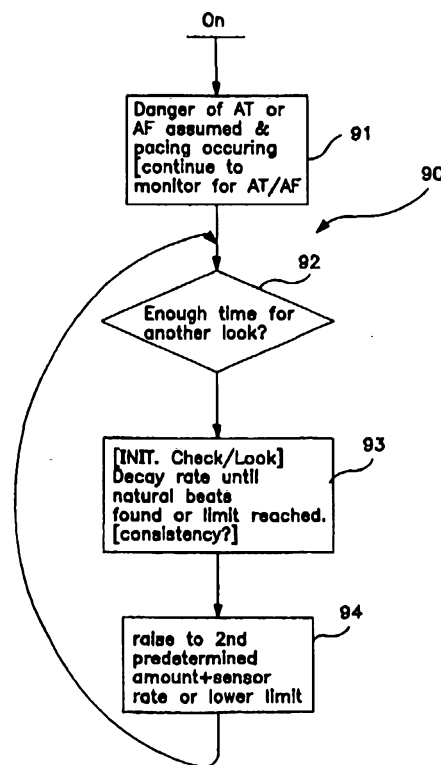 On
Danger of AT or
AF assumed &
pacing occuring
[continue to
monitor for AT/AF
91
90
92
Enough time for
another look?
[INIT. Check/Look]
Decay rate until
natural beats
found or limit reached.
[consistency?]
93
94
raise to 2nd
predetermined
amount+sensor
rate or lower limit